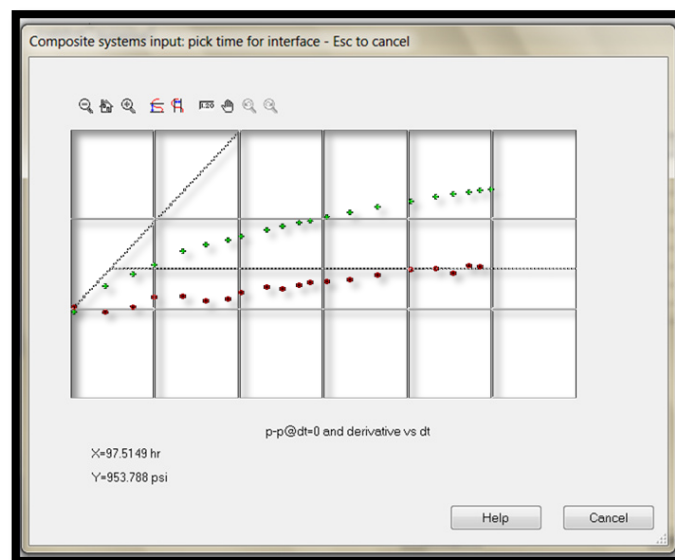 Composite systems input: pick time for interface - Esc to cancel
p-p@dt=0 and derivative vs dt
X=97.5149 hr
Y=953.788 psi
Help
Cancel